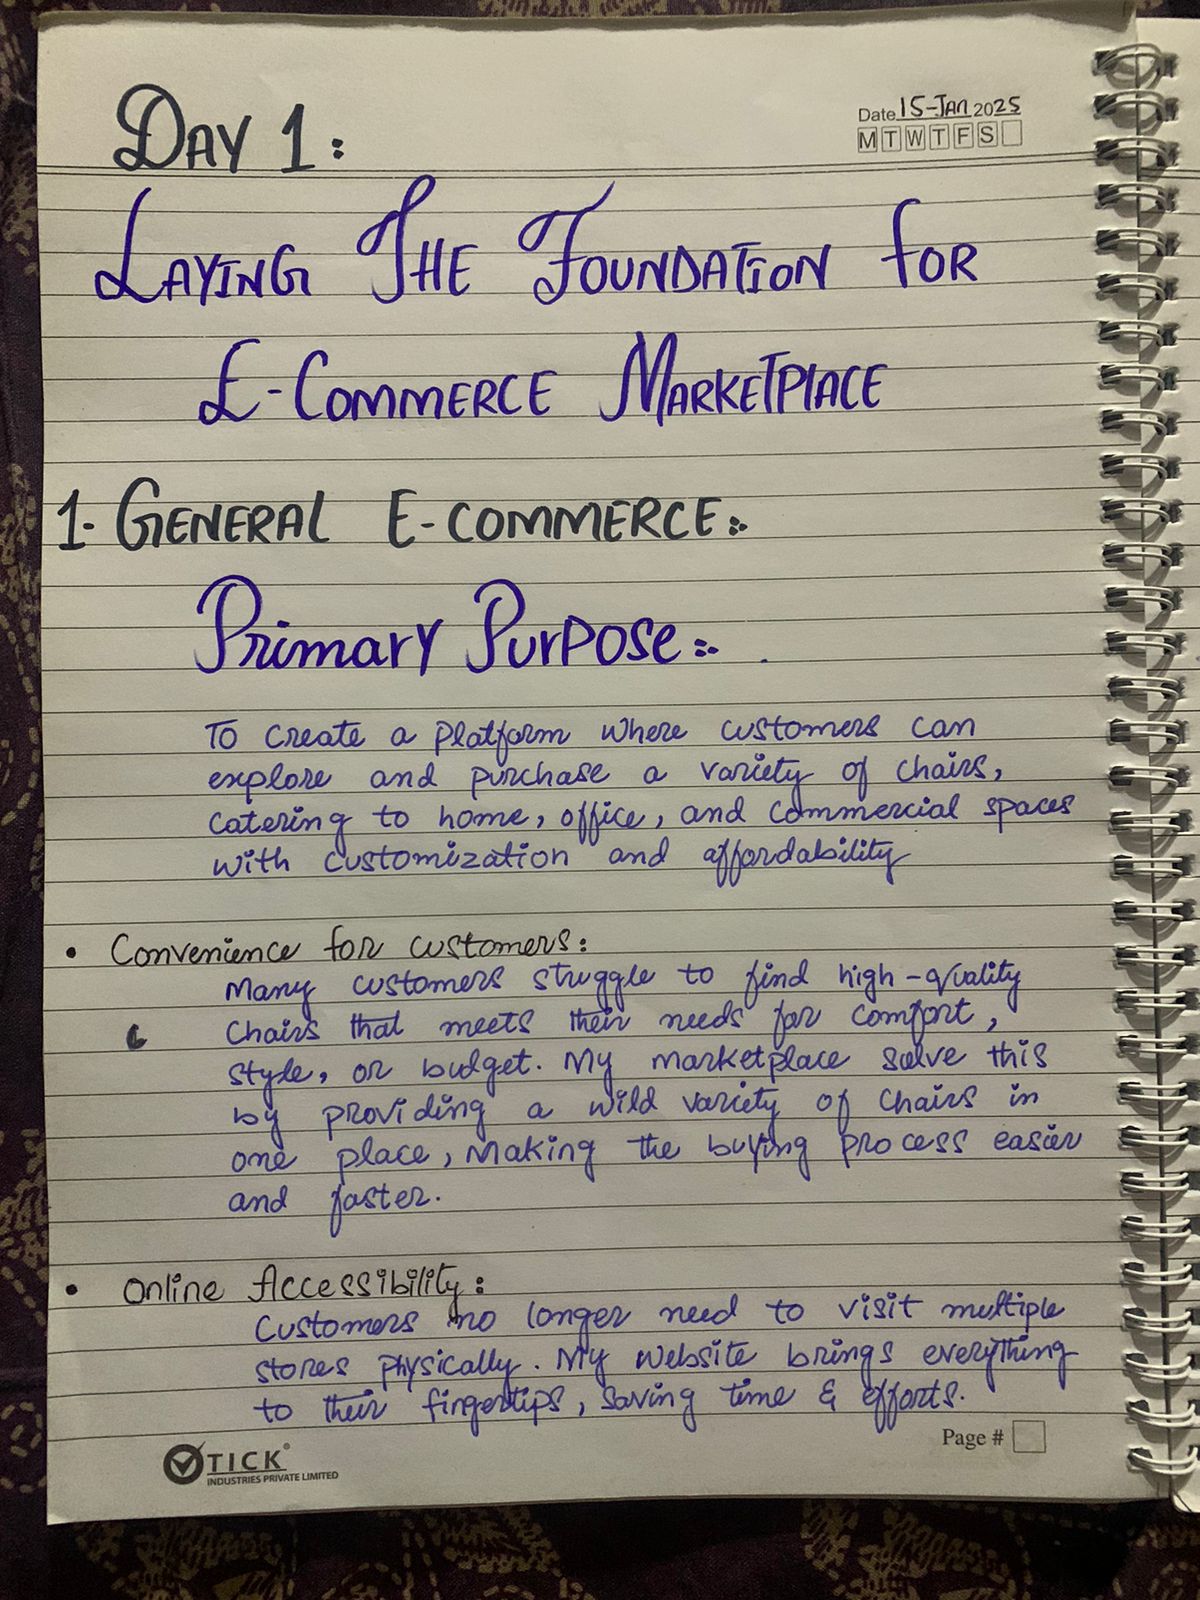 DAY 1:
Date 15-JAN 2025
M T W T F S
LAYING THE FOUNDATION FOR
E-COMMERCE MARKETPLACE
1- GENERAL E-COMMERCE:-
Primary Purpose:-
To create a platform where customers can
explore and purchase a variety of chairs,
catering to home, office, and commercial spaces
with customization and affordability
• Convenience for customers:
Many customers struggle to find high-quality
chairs that meets their needs for comfort,
style, or budget. My marketplace solve this
by providing a wild variety of chairs in
one place, making the buying process easier
and faster.
• Online Accessibility:
Customers no longer need to visit multiple
stores physically. My website brings everything
to their fingertips, saving time & efforts.
Page #
TICK®
INDUSTRIES PRIVATE LIMITED